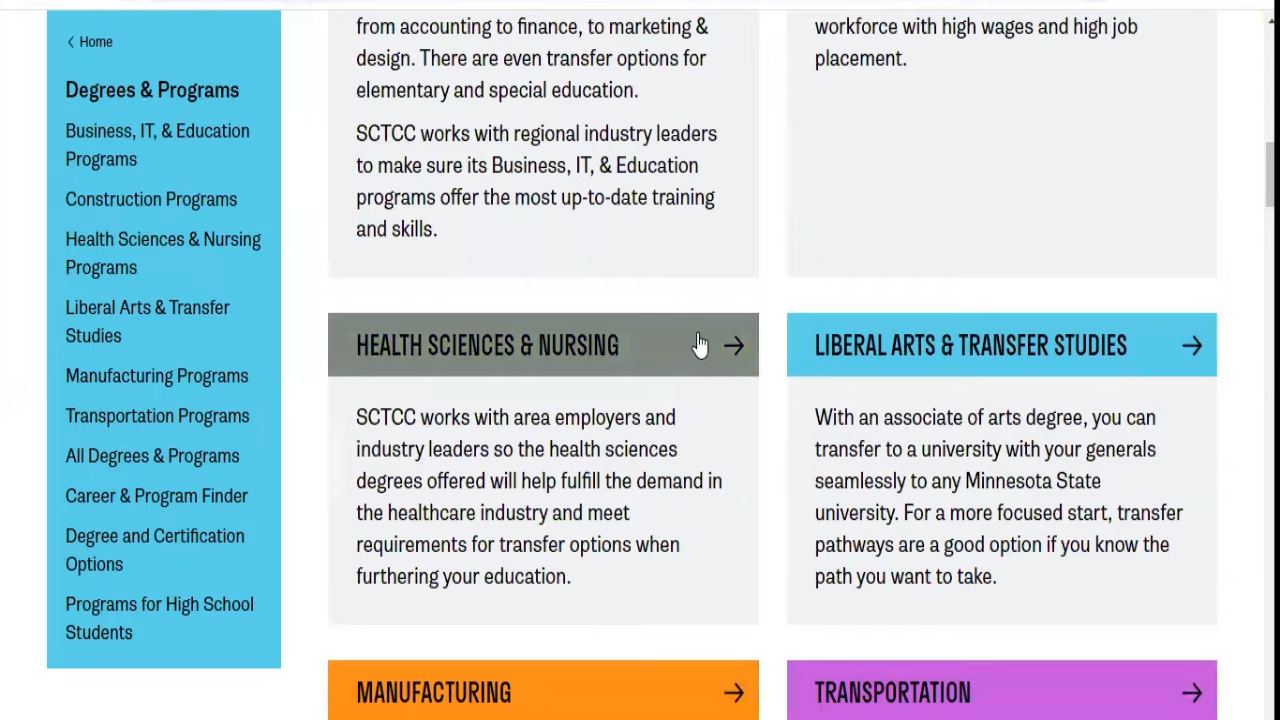 Home
Degrees & Programs
Business, IT, & Education
Programs
Construction Programs
Health Sciences & Nursing
Programs
Liberal Arts & Transfer
Studies
Manufacturing Programs
Transportation Programs
All Degrees & Programs
Career & Program Finder
Degree and Certification
Options
Programs for High School
Students
from accounting to finance, to marketing &
design. There are even transfer options for
elementary and special education.
SCTCC works with regional industry leaders
to make sure its Business, IT, & Education
programs offer the most up-to-date training
and skills.
workforce with high wages and high job
placement.
HEALTH SCIENCES & NURSING
SCTCC works with area employers and
industry leaders so the health sciences
degrees offered will help fulfill the demand in
the healthcare industry and meet
requirements for transfer options when
furthering your education.
LIBERAL ARTS & TRANSFER STUDIES
With an associate of arts degree, you can
transfer to a university with your generals
seamlessly to any Minnesota State
university. For a more focused start, transfer
pathways are a good option if you know the
path you want to take.
MANUFACTURING
TRANSPORTATION